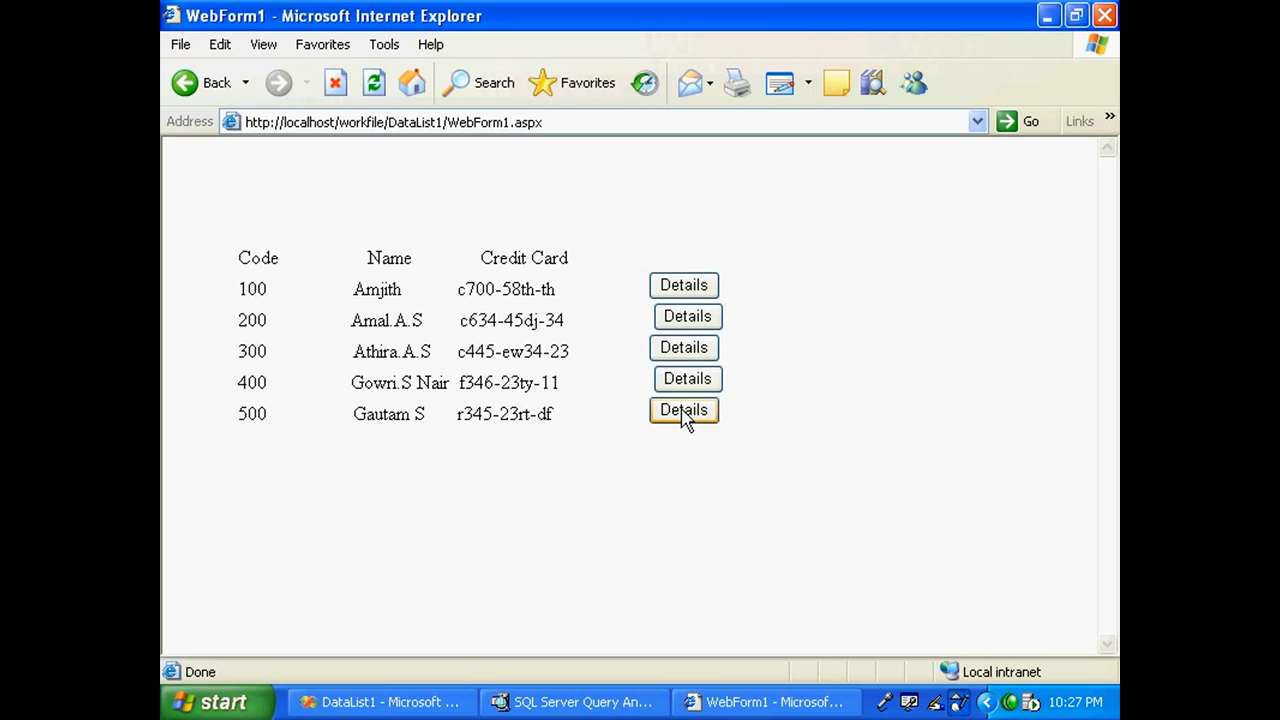 WebForm1 - Microsoft Internet Explorer
File Edit View Favorites Tools Help
Back Search Favorites
Address http://localhost/workfile/DataList1/WebForm1.aspx Go Links »
Code Name Credit Card
100 Amjith c700-58th-th Details
200 Amal.A.S c634-45dj-34 Details
300 Athira.A.S c445-ew34-23 Details
400 Gowri.S Nair f346-23ty-11 Details
500 Gautam S r345-23rt-df Details
Done Local intranet
start DataList1 - Microsoft ... SQL Server Query An... WebForm1 - Microsof... 10:27 PM